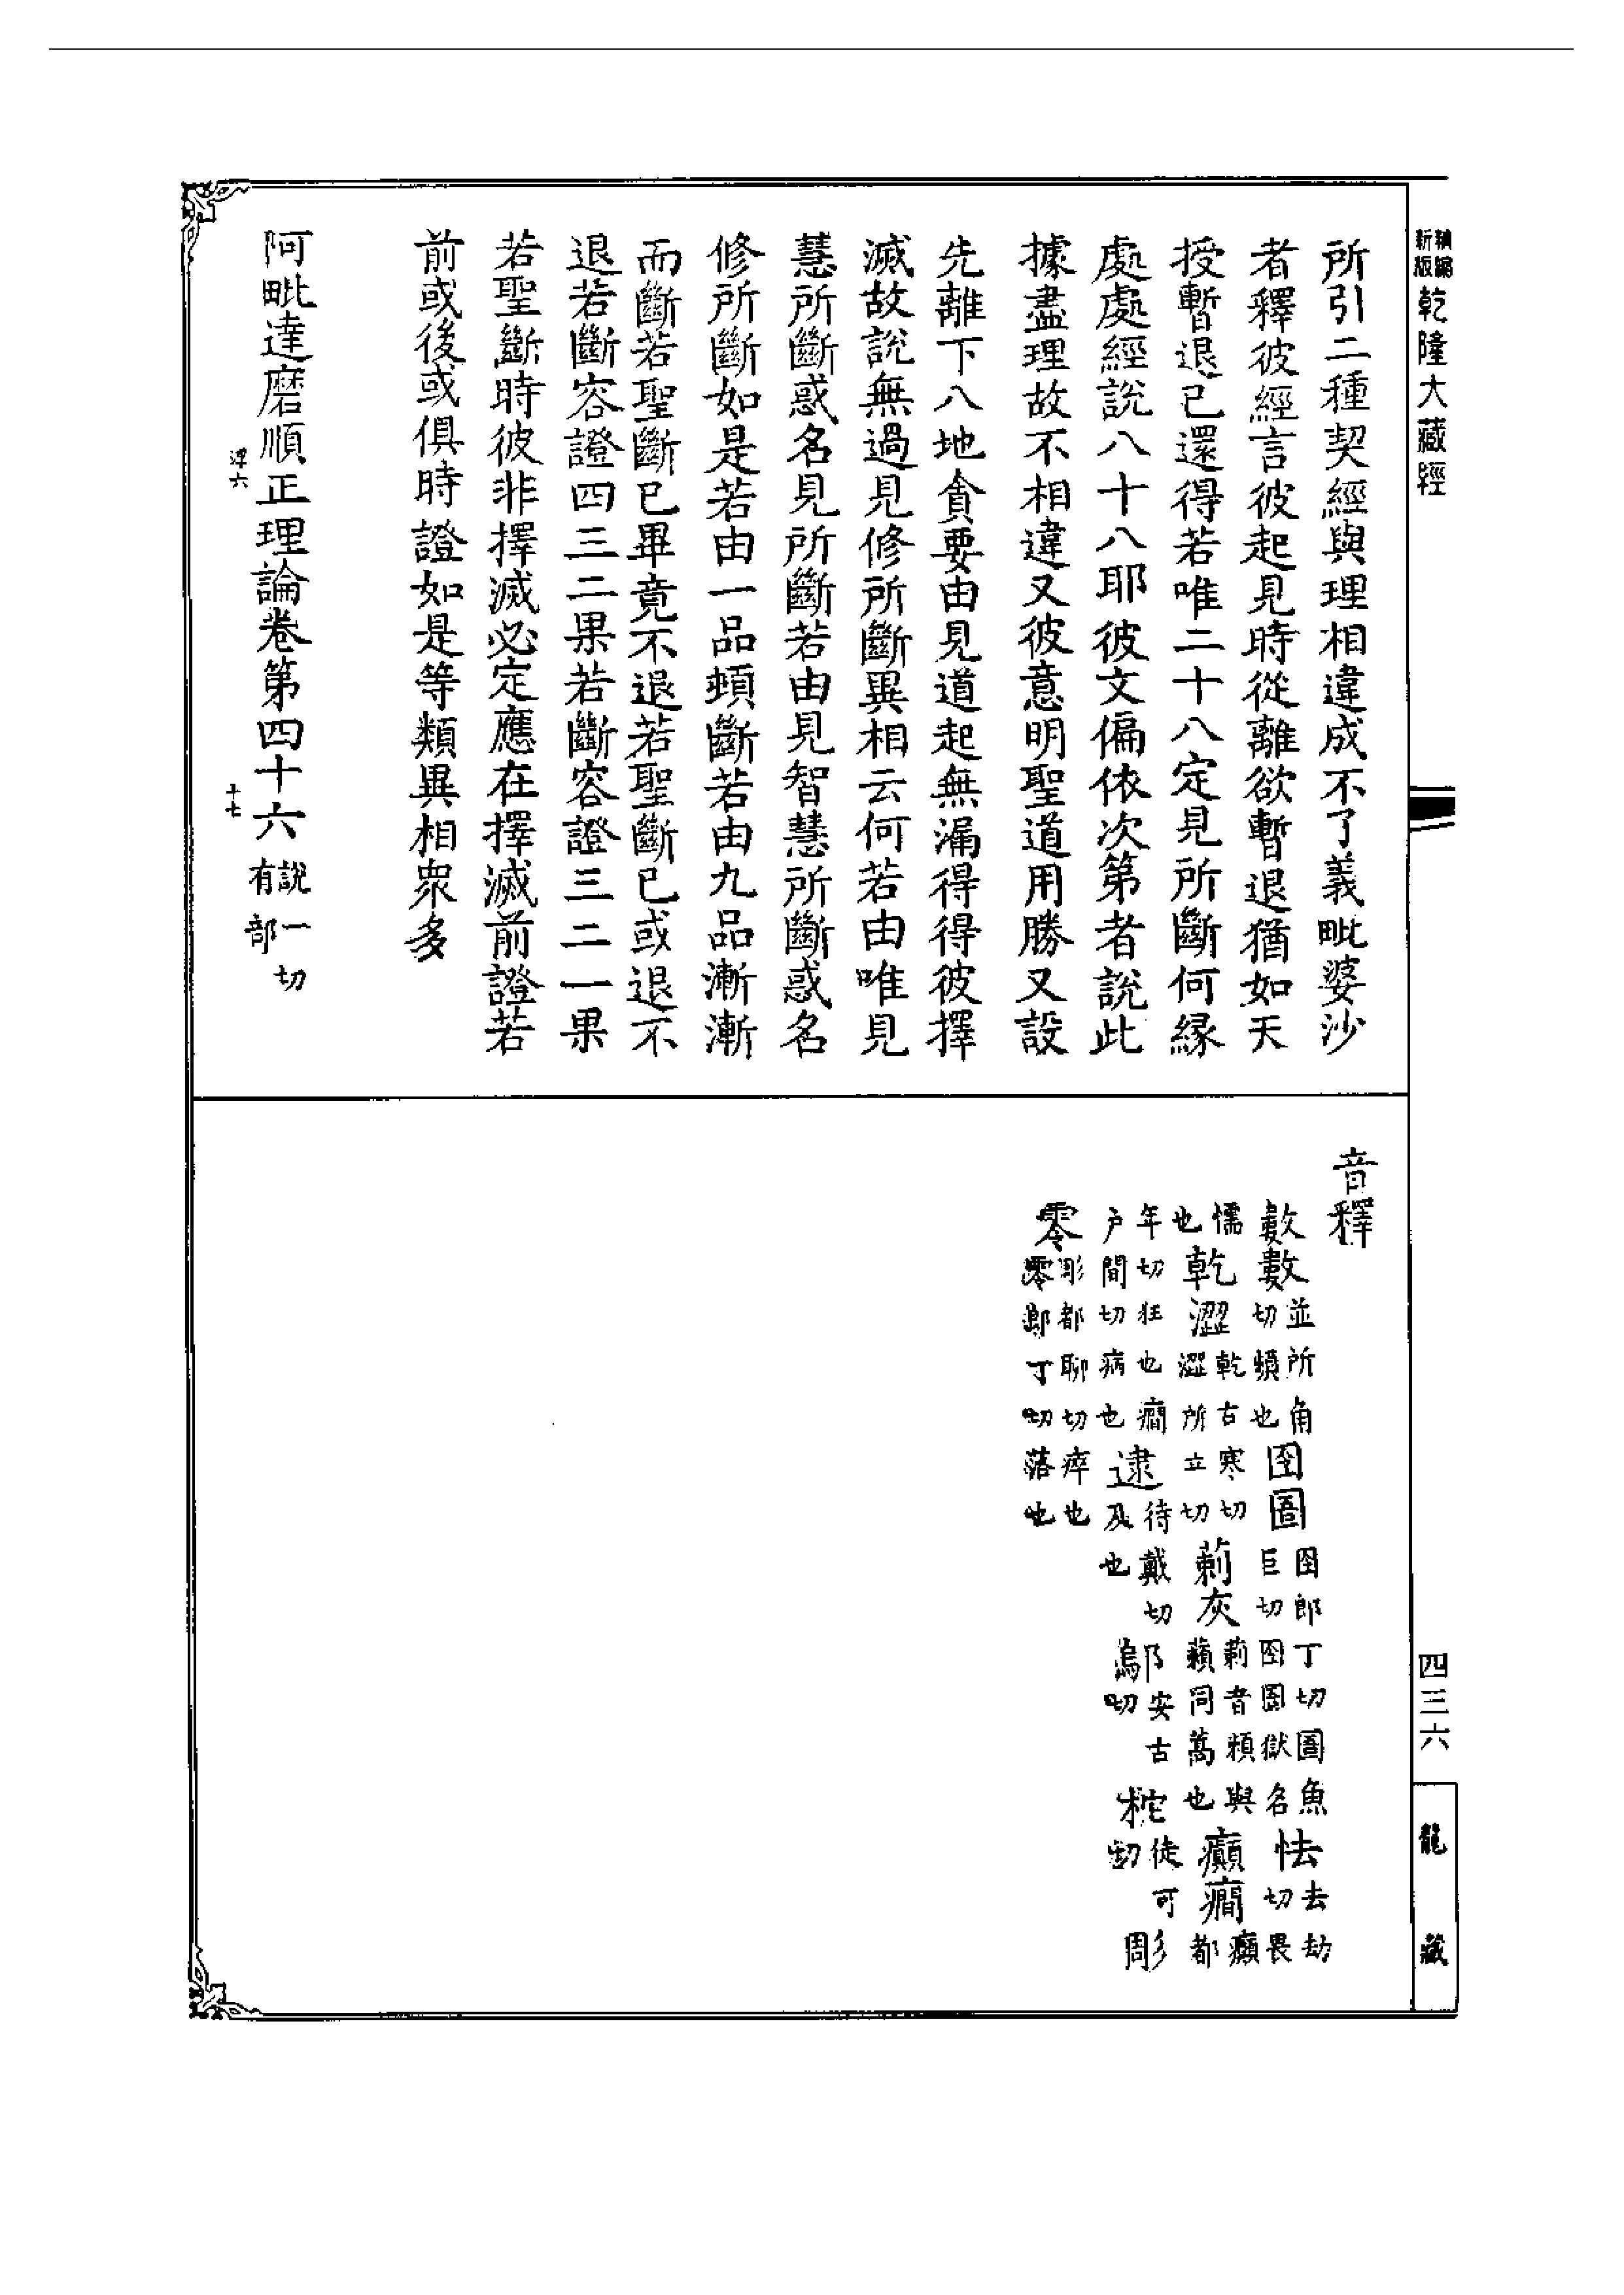 新編
新版
乾隆大藏經
所引二種契經與理相違成不了義毗婆沙
者釋彼經言彼起見時從離欲暫退猶如天
授暫退已還得若唯二十八定見所斷何緣
處處經說八十八耶彼文偏依次第者說此
據盡理故不相違又彼意明聖道用勝又設
先離下八地貪要由見道起無漏得得彼擇
滅故說無過見修所斷異相云何若由唯見
慧所斷惑名見所斷若由見智慧所斷惑名
修所斷如是若由一品頓斷若由九品漸漸
而斷若聖斷已畢竟不退若聖斷已或退不
退若斷容證四三二果若斷容證三二一果
若聖斷時彼非擇滅必定應在擇滅前證若
前或後或俱時證如是等類異相眾多
阿毗達磨順正理論卷第四十六
說一切
有部
十七
音釋
數數
並所角
切頻也
囹圄
囹郎丁切圄魚
巨切囹圄獄名
怯
去劫
切畏
懦
也
乾澀
乾古寒切
澀所立切
莿灰
莿音賴與
藾同蒿也
癲癇
癲
都
年切狂也癇
戶間切病也
逮
待戴切
及也
鄔
安古
切
柁
徒可
切
彫
零
彫都聊切瘁也
零郎丁切落也
四三六
龍藏